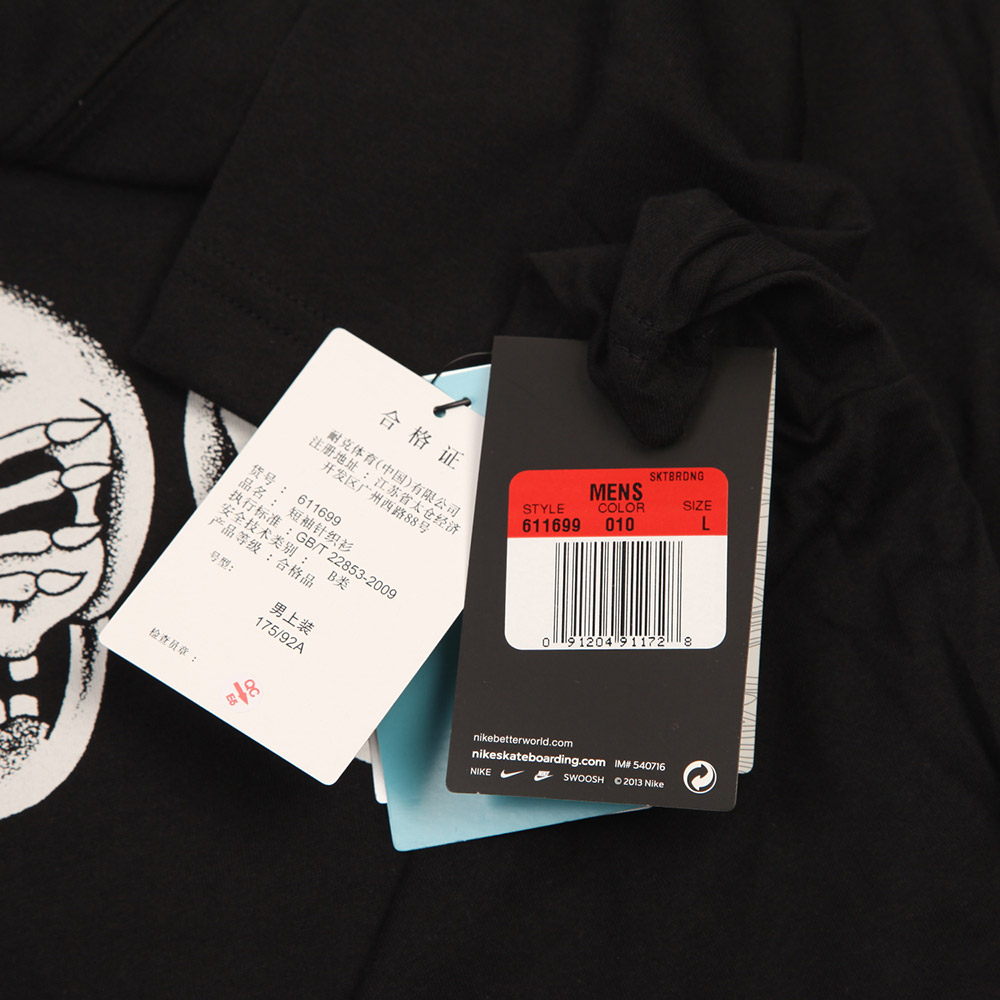 合格证
耐克体育(中国)有限公司
注册地址：江苏省太仓经济
开发区广州西路88号
货号： 611699
品名：短袖针织衫
执行标准：GB/T 22853-2009
安全技术类别： B类
产品等级：合格品
号型:
男上装
175/92A
检查员章：
QC
E6
SKTBRDNG
MENS
STYLE COLOR SIZE
611699 010 L
0 91204 91172 8
nikebetterworld.com
nikeskateboarding.com IM# 540716
NIKE SWOOSH © 2013 Nike